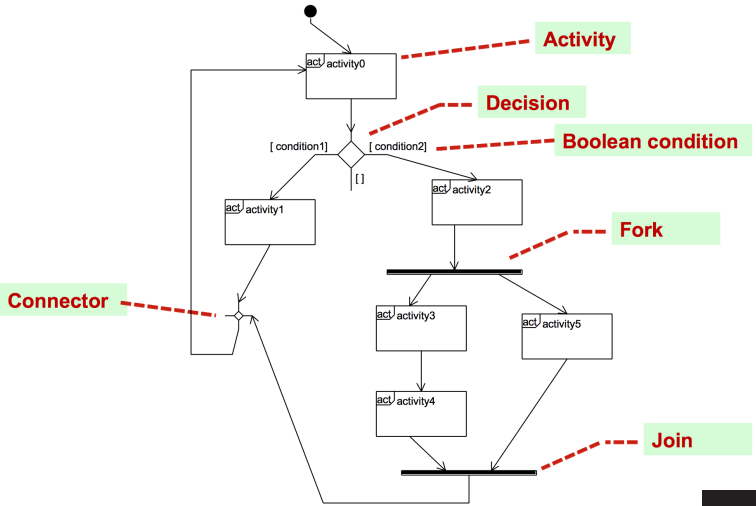 Activity
act activity0
Decision
Boolean condition
[ condition1]
[ condition2]
[ ]
act activity1
act activity2
Fork
Connector
act activity3
act activity5
act activity4
Join